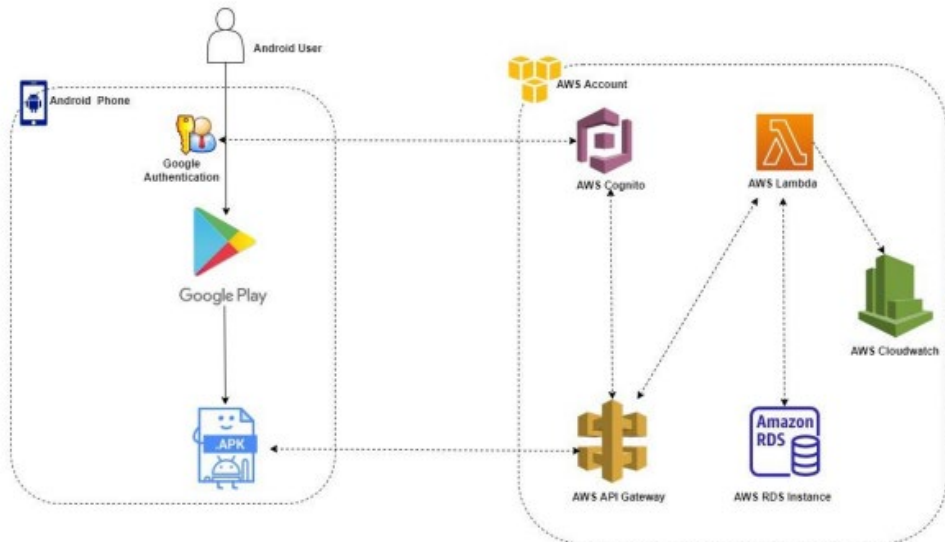 Android User
Android Phone
AWS Account
Google
Authentication
AWS Cognito
AWS Lambda
Google Play
AWS Cloudwatch
.APK
Amazon
RDS
AWS API Gateway
AWS RDS Instance